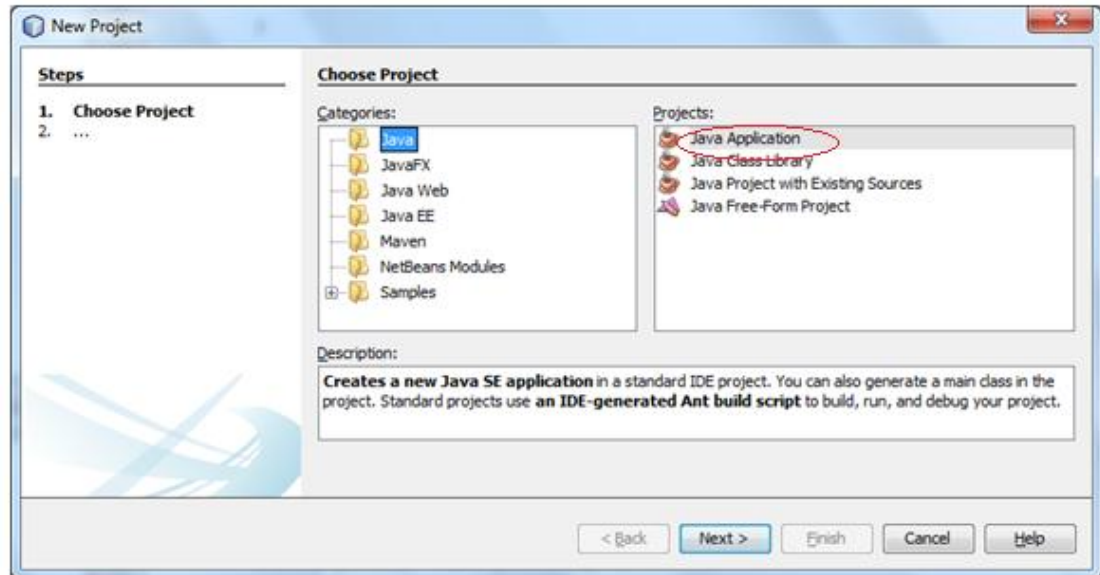 New Project
Steps
1. Choose Project
2. ...
Choose Project
Categories:
Java
JavaFX
Java Web
Java EE
Maven
NetBeans Modules
Samples
Projects:
Java Application
Java Class Library
Java Project with Existing Sources
Java Free-Form Project
Description:
Creates a new Java SE application in a standard IDE project. You can also generate a main class in the
project. Standard projects use an IDE-generated Ant build script to build, run, and debug your project.
< Back Next > Finish Cancel Help